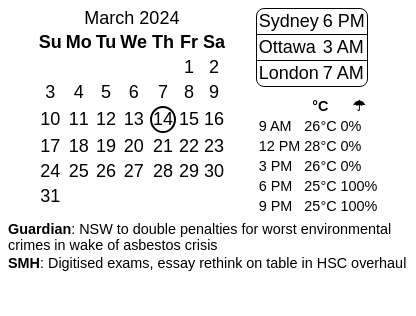 March 2024
Su Mo Tu We Th Fr Sa
1 2
3 4 5 6 7 8 9
10 11 12 13 14 15 16
17 18 19 20 21 22 23
24 25 26 27 28 29 30
31
Sydney 6 PM
Ottawa 3 AM
London 7 AM
°C ☂
9 AM 26°C 0%
12 PM 28°C 0%
3 PM 26°C 0%
6 PM 25°C 100%
9 PM 25°C 100%
Guardian: NSW to double penalties for worst environmental
crimes in wake of asbestos crisis
SMH: Digitised exams, essay rethink on table in HSC overhaul